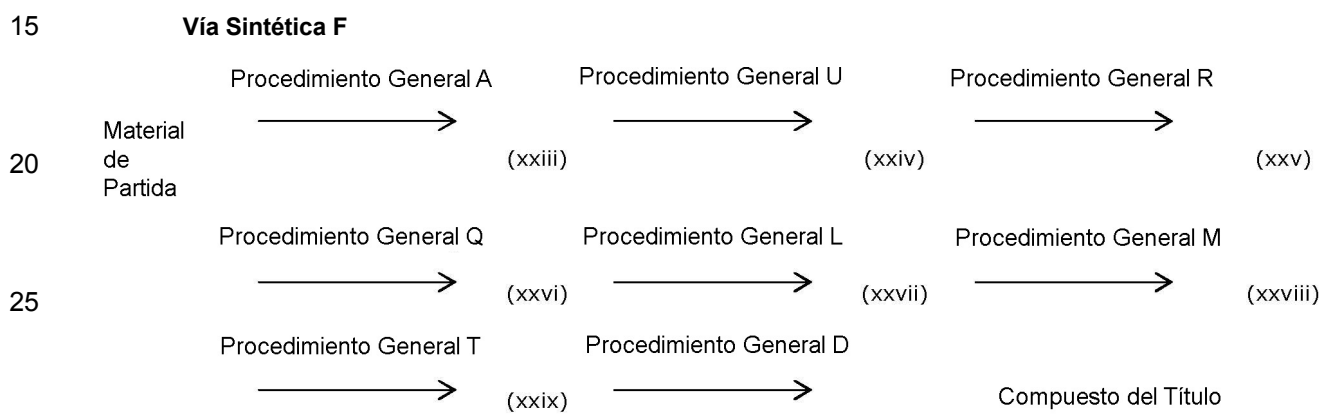 15 Vía Sintética F
Procedimiento General A Procedimiento General U Procedimiento General R
Material
20 de (xxiii) (xxiv) (xxv)
Partida
Procedimiento General Q Procedimiento General L Procedimiento General M
25 (xxvi) (xxvii) (xxviii)
Procedimiento General T Procedimiento General D
(xxix) Compuesto del Título